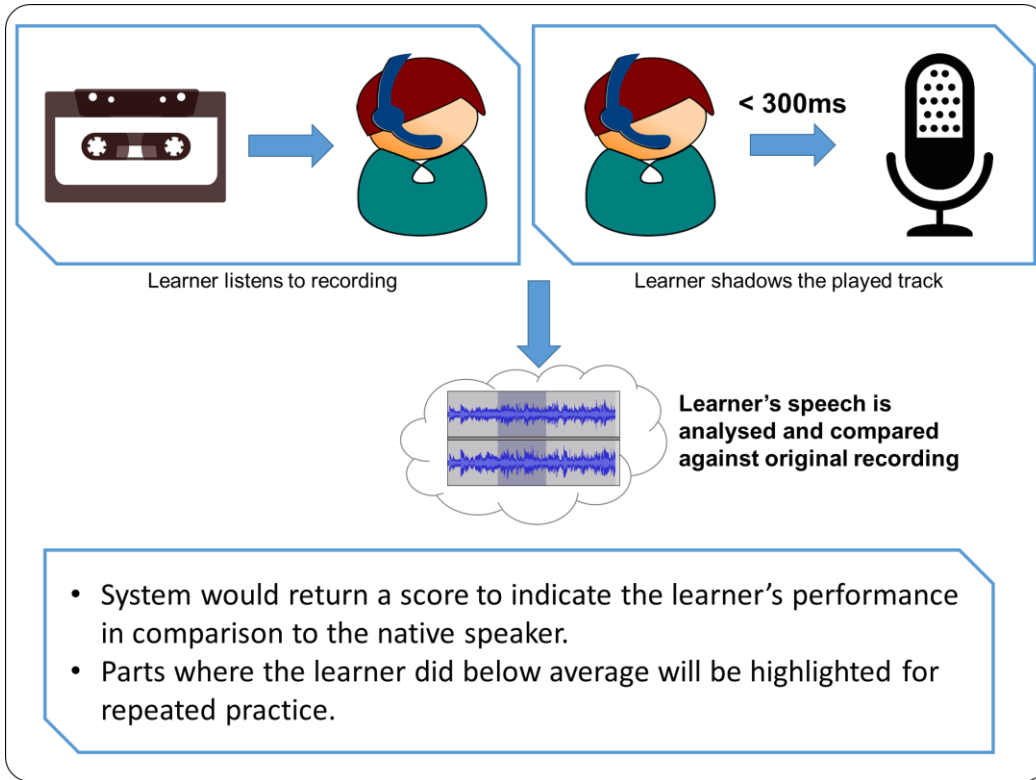 < 300ms
Learner listens to recording
Learner shadows the played track
Learner's speech is
analysed and compared
against original recording
• System would return a score to indicate the learner's performance
in comparison to the native speaker.
• Parts where the learner did below average will be highlighted for
repeated practice.